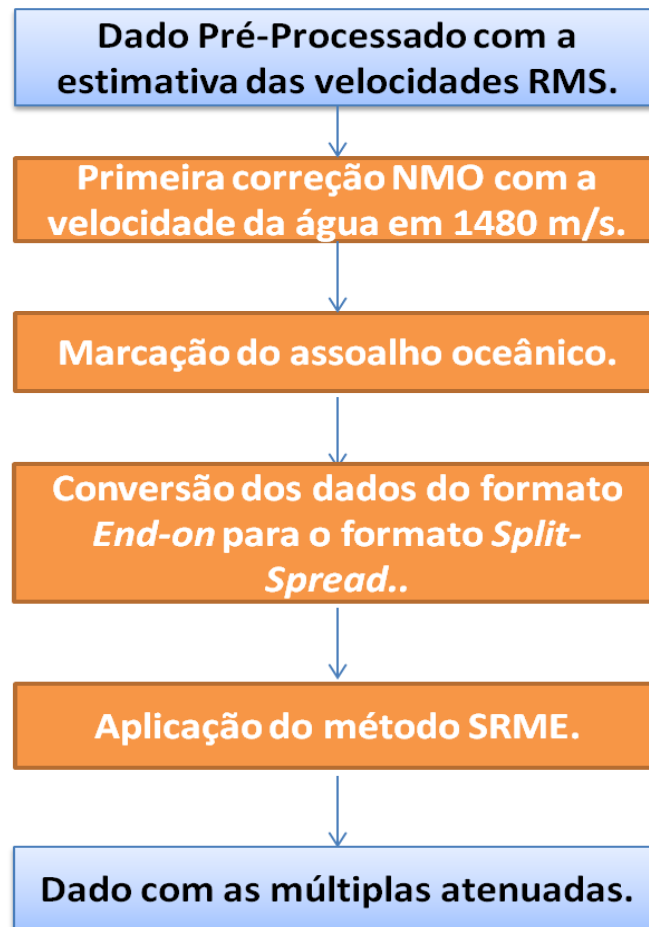 Dado Pré-Processado com a
estimativa das velocidades RMS.
Primeira correção NMO com a
velocidade da água em 1480 m/s.
Marcação do assoalho oceânico.
Conversão dos dados do formato
End-on para o formato Split-
Spread..
Aplicação do método SRME.
Dado com as múltiplas atenuadas.